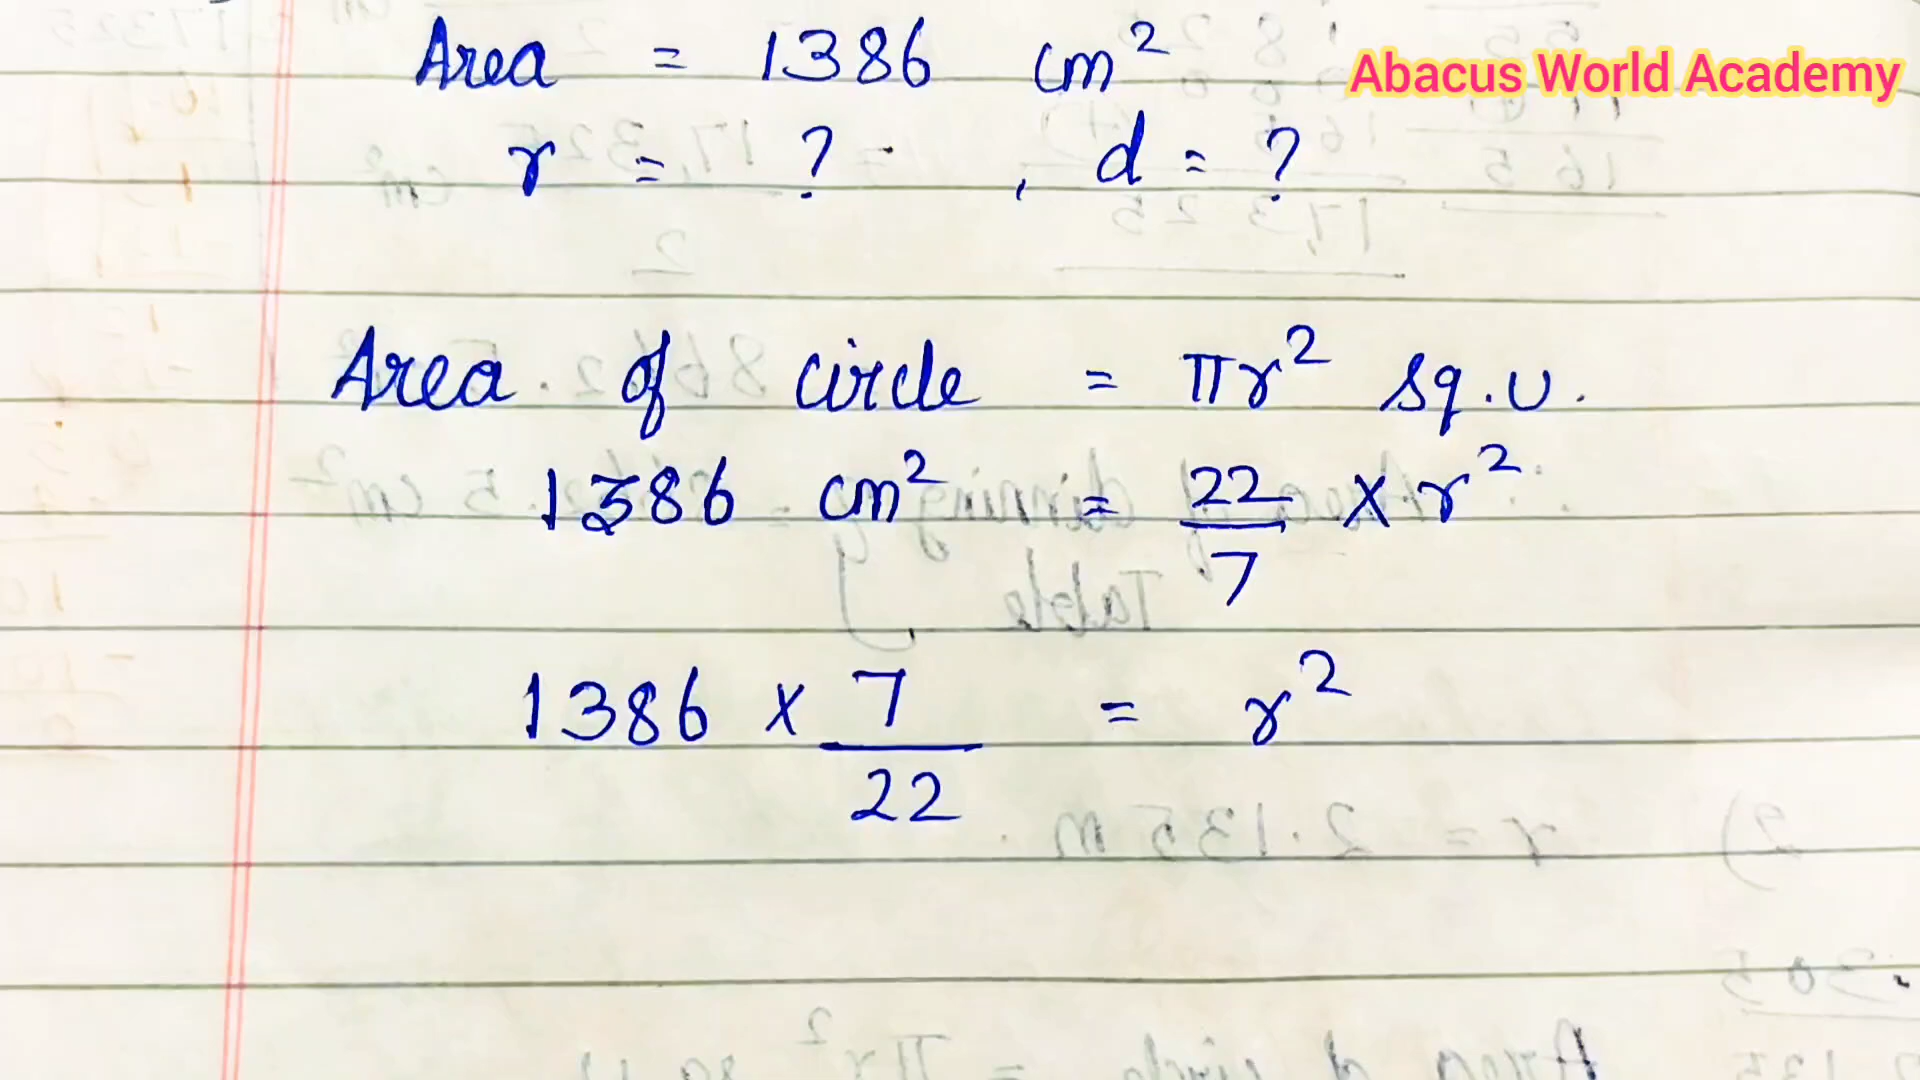 Area = 1386 cm²
Abacus World Academy
r = ? , d = ?
Area of circle = πr² sq.u.
1386 cm² = 22/7 × r²
1386 × 7/22 = r²